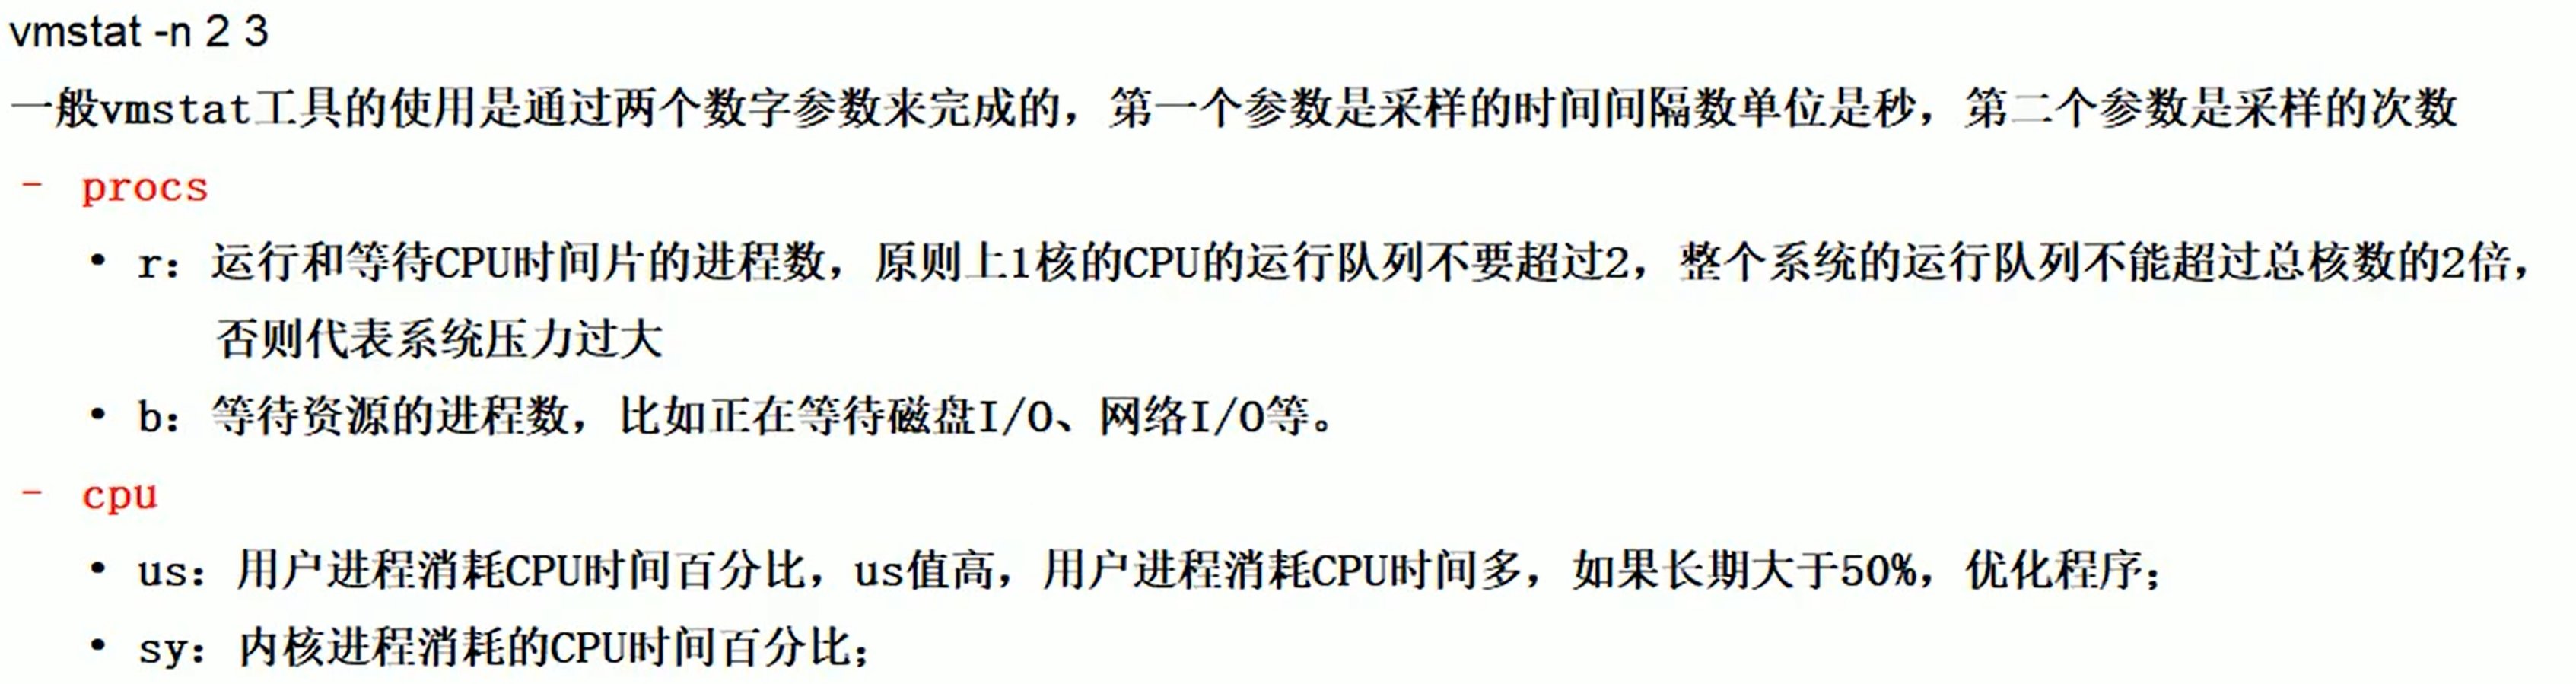 vmstat -n 2 3
一般vmstat工具的使用是通过两个数字参数来完成的，第一个参数是采样的时间间隔数单位是秒，第二个参数是采样的次数
- procs
• r：运行和等待CPU时间片的进程数，原则上1核的CPU的运行队列不要超过2，整个系统的运行队列不能超过总核数的2倍，
否则代表系统压力过大
• b：等待资源的进程数，比如正在等待磁盘I/O、网络I/O等。
- cpu
• us：用户进程消耗CPU时间百分比，us值高，用户进程消耗CPU时间多，如果长期大于50%，优化程序；
• sy：内核进程消耗的CPU时间百分比；